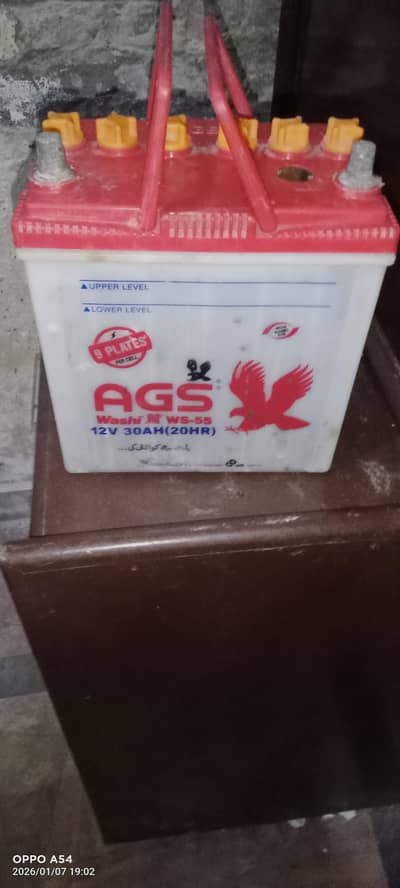 ▲UPPER LEVEL
▲LOWER LEVEL
9 PLATES
PER CELL
AGS
Washi WS-55
12V 30AH(20HR)
OPPO A54
2026/01/07 19:02